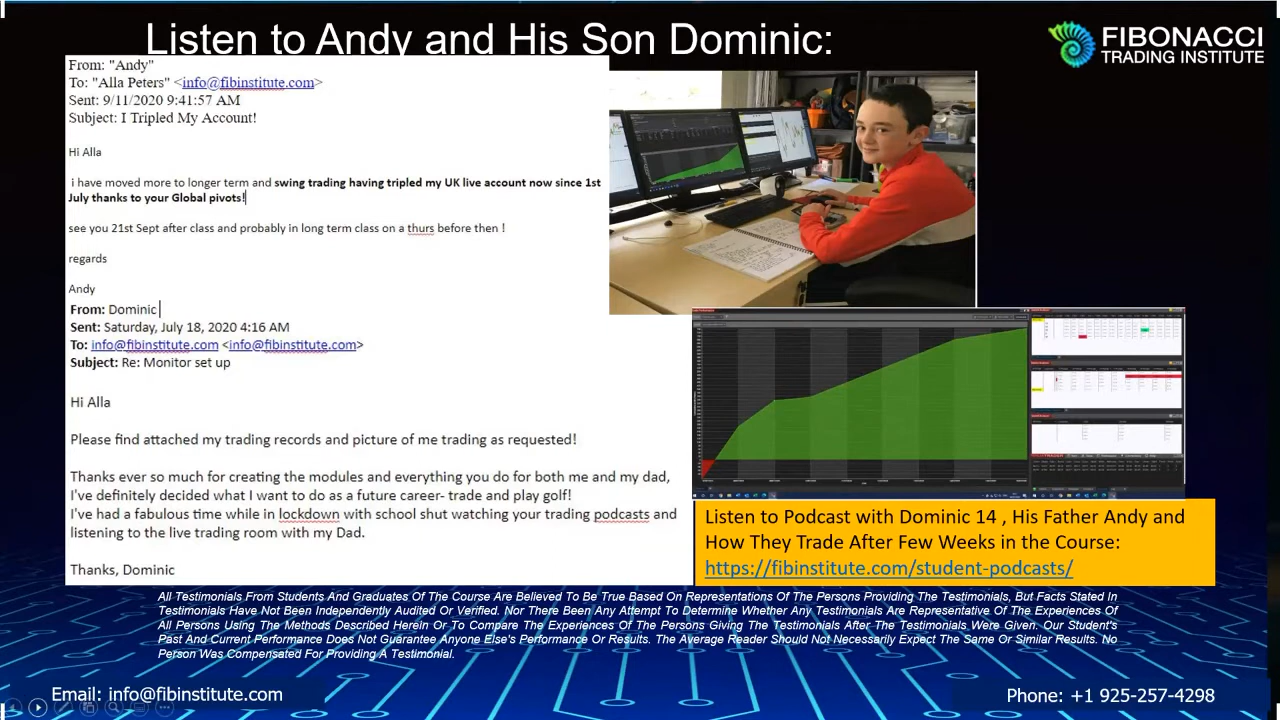 Listen to Andy and His Son Dominic:
FIBONACCI
TRADING INSTITUTE
From: "Andy"
To: "Alla Peters" <info@fibinstitute.com>
Sent: 9/11/2020 9:41:57 AM
Subject: I Tripled My Account!
Hi Alla
i have moved more to longer term and swing trading having tripled my UK live account now since 1st
July thanks to your Global pivots!
see you 21st Sept after class and probably in long term class on a thurs before then !
regards
Andy
From: Dominic
Sent: Saturday, July 18, 2020 4:16 AM
To: info@fibinstitute.com <info@fibinstitute.com>
Subject: Re: Monitor set up
Hi Alla
Please find attached my trading records and picture of me trading as requested!
Thanks ever so much for creating the modules and everything you do for both me and my dad,
I've definitely decided what I want to do as a future career- trade and play golf!
I've had a fabulous time while in lockdown with school shut watching your trading podcasts and
listening to the live trading room with my Dad.
Thanks, Dominic
Listen to Podcast with Dominic 14 , His Father Andy and
How They Trade After Few Weeks in the Course:
https://fibinstitute.com/student-podcasts/
All Testimonials From Students And Graduates Of The Course Are Believed To Be True Based On Representations Of The Persons Providing The Testimonials, But Facts Stated In
Testimonials Have Not Been Independently Audited Or Verified. Nor There Been Any Attempt To Determine Whether Any Testimonials Are Representative Of The Experiences Of
All Persons Using The Methods Described Herein Or To Compare The Experiences Of The Persons Giving The Testimonials After The Testimonials Were Given. Our Student's
Past And Current Performance Does Not Guarantee Anyone Else's Performance Or Results. The Average Reader Should Not Necessarily Expect The Same Or Similar Results. No
Person Was Compensated For Providing A Testimonial.
Email: info@fibinstitute.com
Phone: +1 925-257-4298